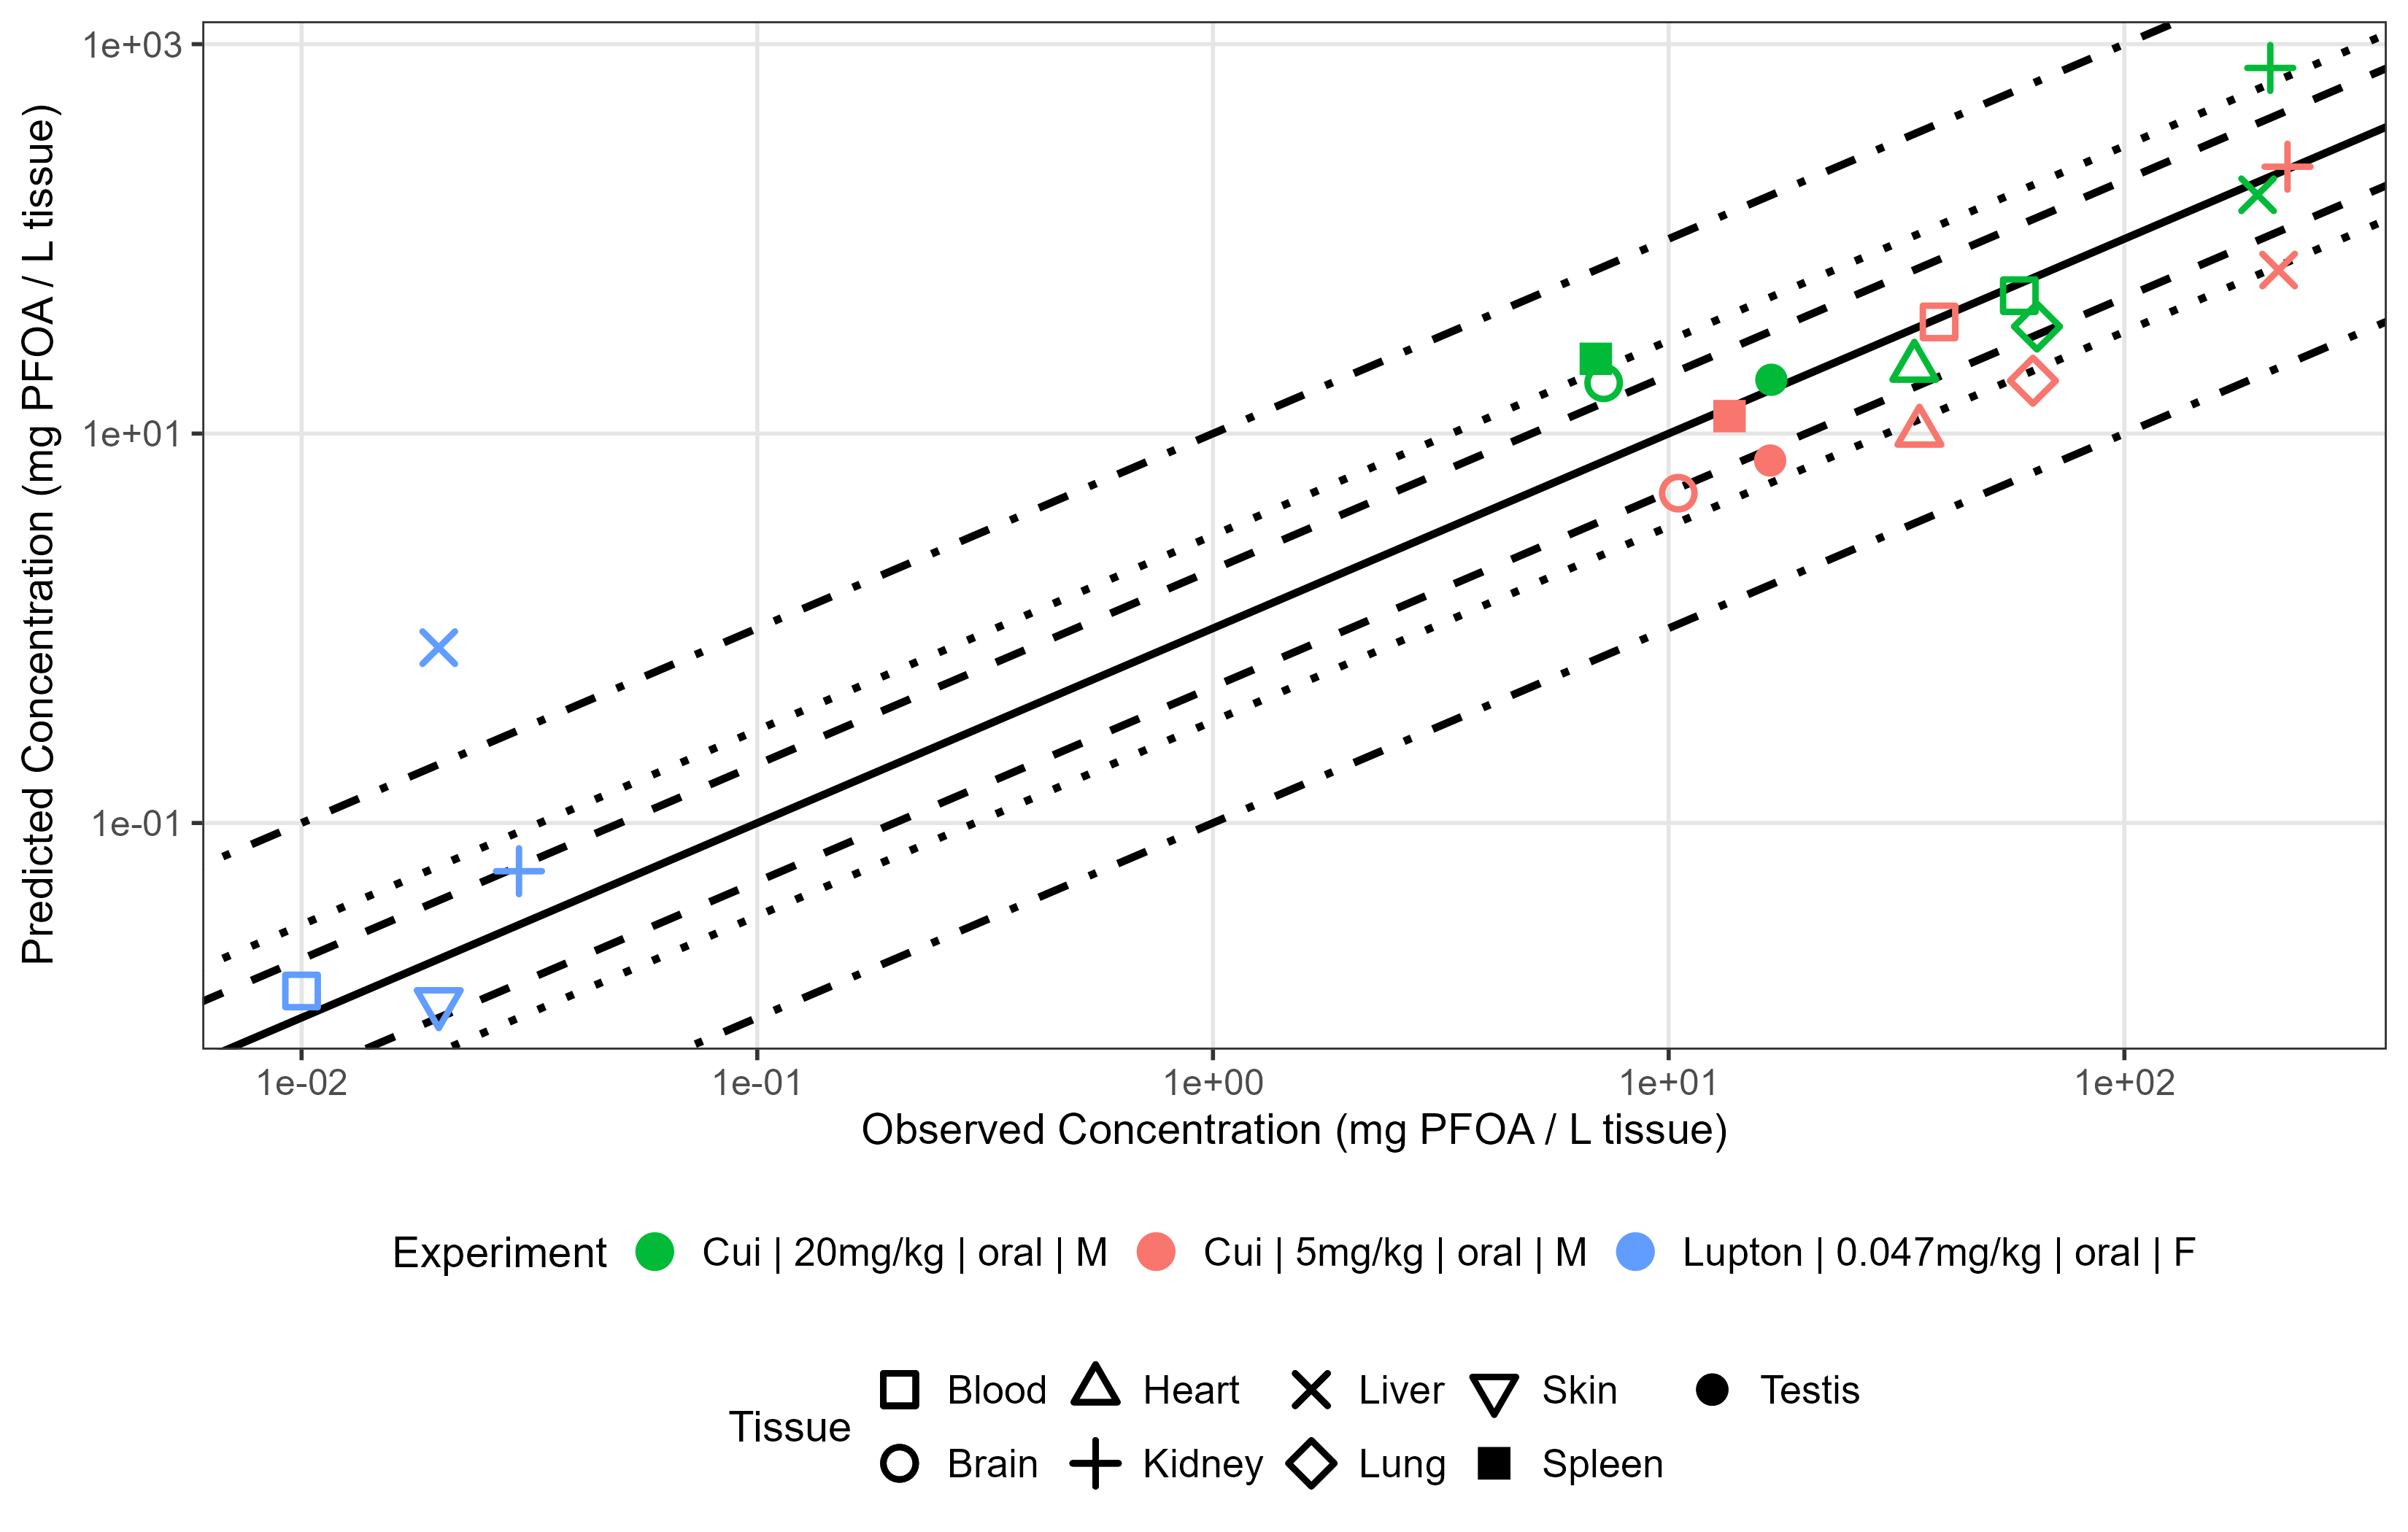 Predicted Concentration (mg PFOA / L tissue)
1e+03
1e+01
1e-01
1e-02 1e-01 1e+00 1e+01 1e+02
Observed Concentration (mg PFOA / L tissue)
Experiment Cui | 20mg/kg | oral | M Cui | 5mg/kg | oral | M Lupton | 0.047mg/kg | oral | F
Tissue
Blood Heart Liver Skin Testis
Brain Kidney Lung Spleen